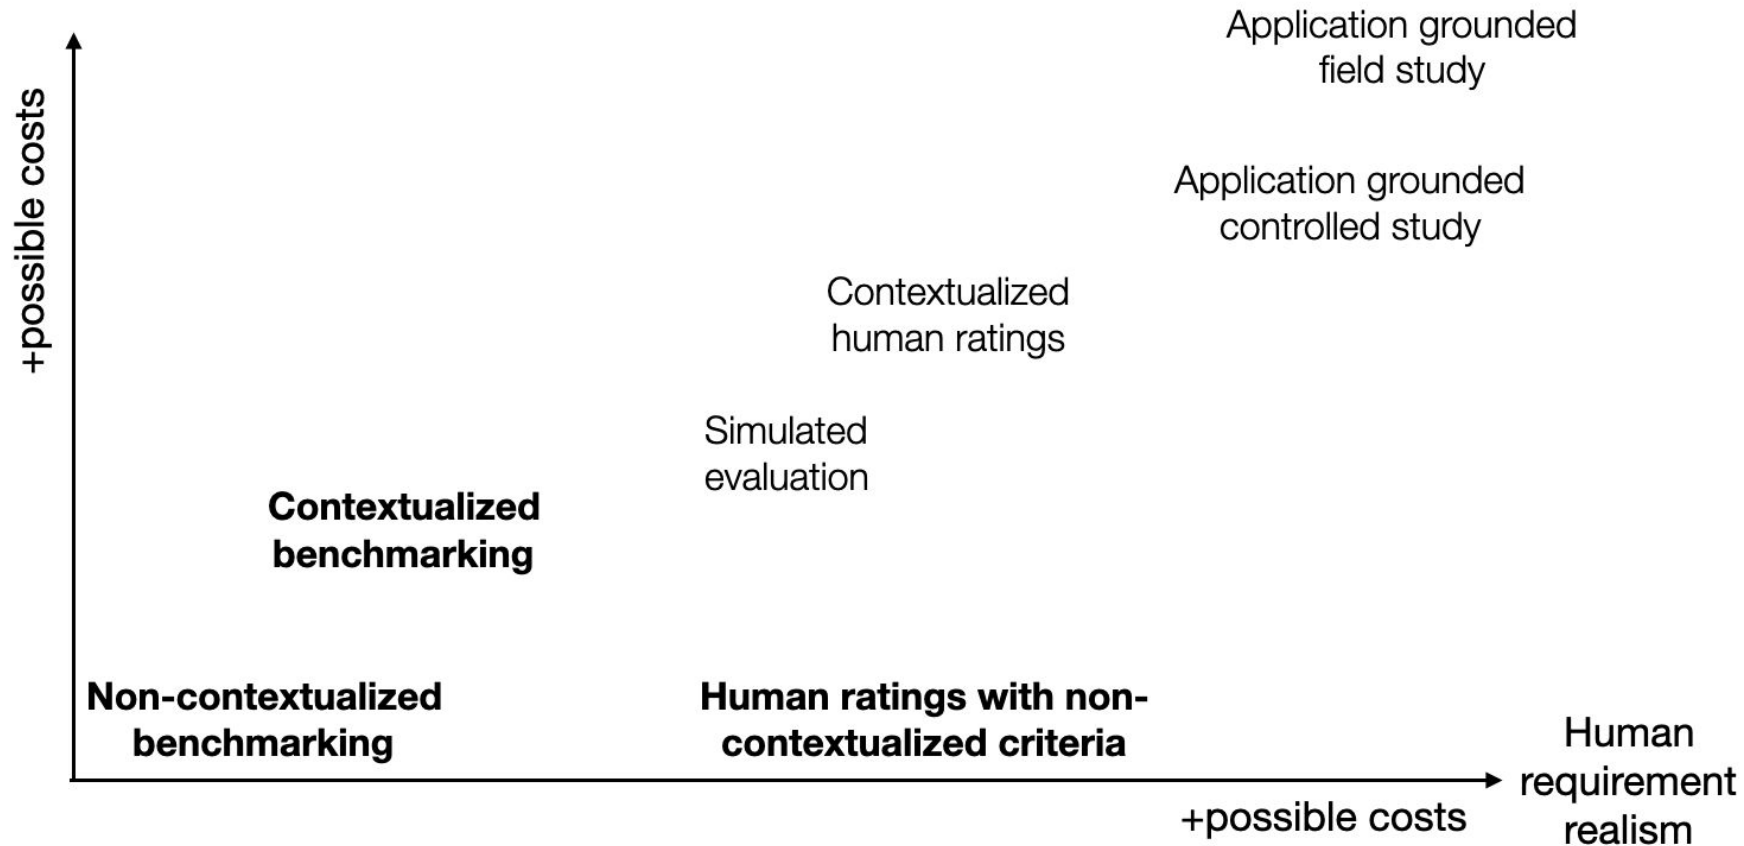 Application grounded
field study
+possible costs
Application grounded
controlled study
Contextualized
human ratings
Simulated
evaluation
Contextualized
benchmarking
Non-contextualized
benchmarking
Human ratings with non-
contextualized criteria
Human
requirement
realism
+possible costs